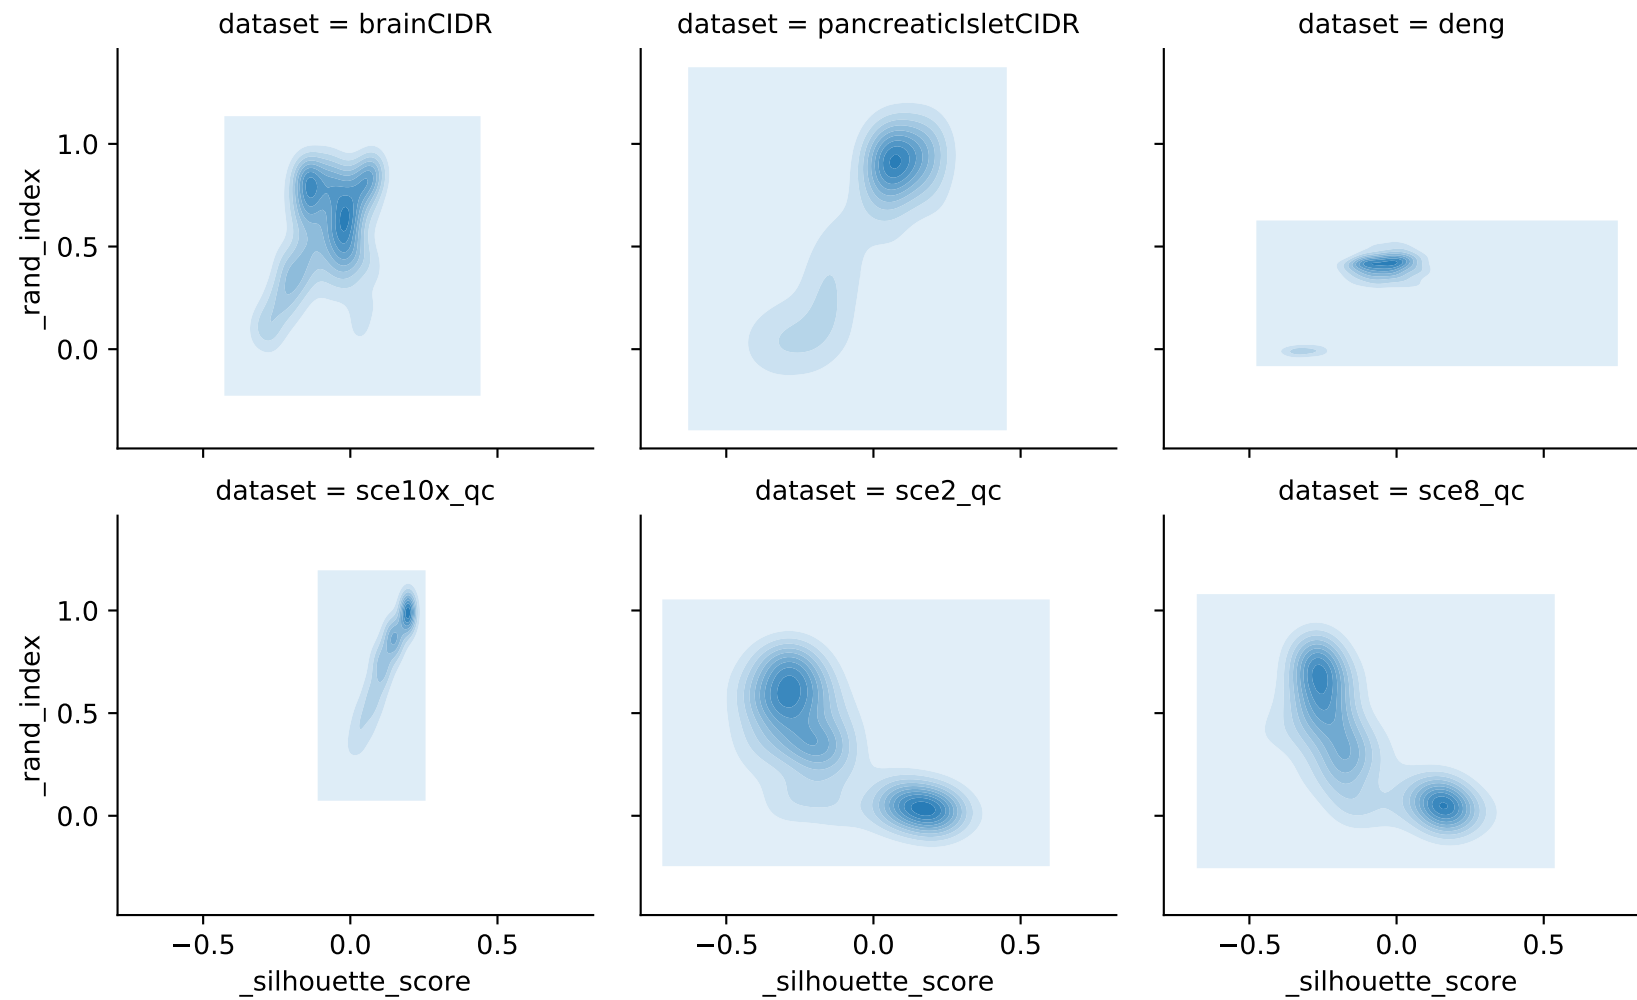 dataset = brainCIDR
dataset = pancreaticIsletCIDR
dataset = deng
_rand_index
1.0
0.5
0.0
dataset = sce10x_qc
dataset = sce2_qc
dataset = sce8_qc
_rand_index
1.0
0.5
0.0
−0.5 0.0 0.5
−0.5 0.0 0.5
−0.5 0.0 0.5
_silhouette_score
_silhouette_score
_silhouette_score